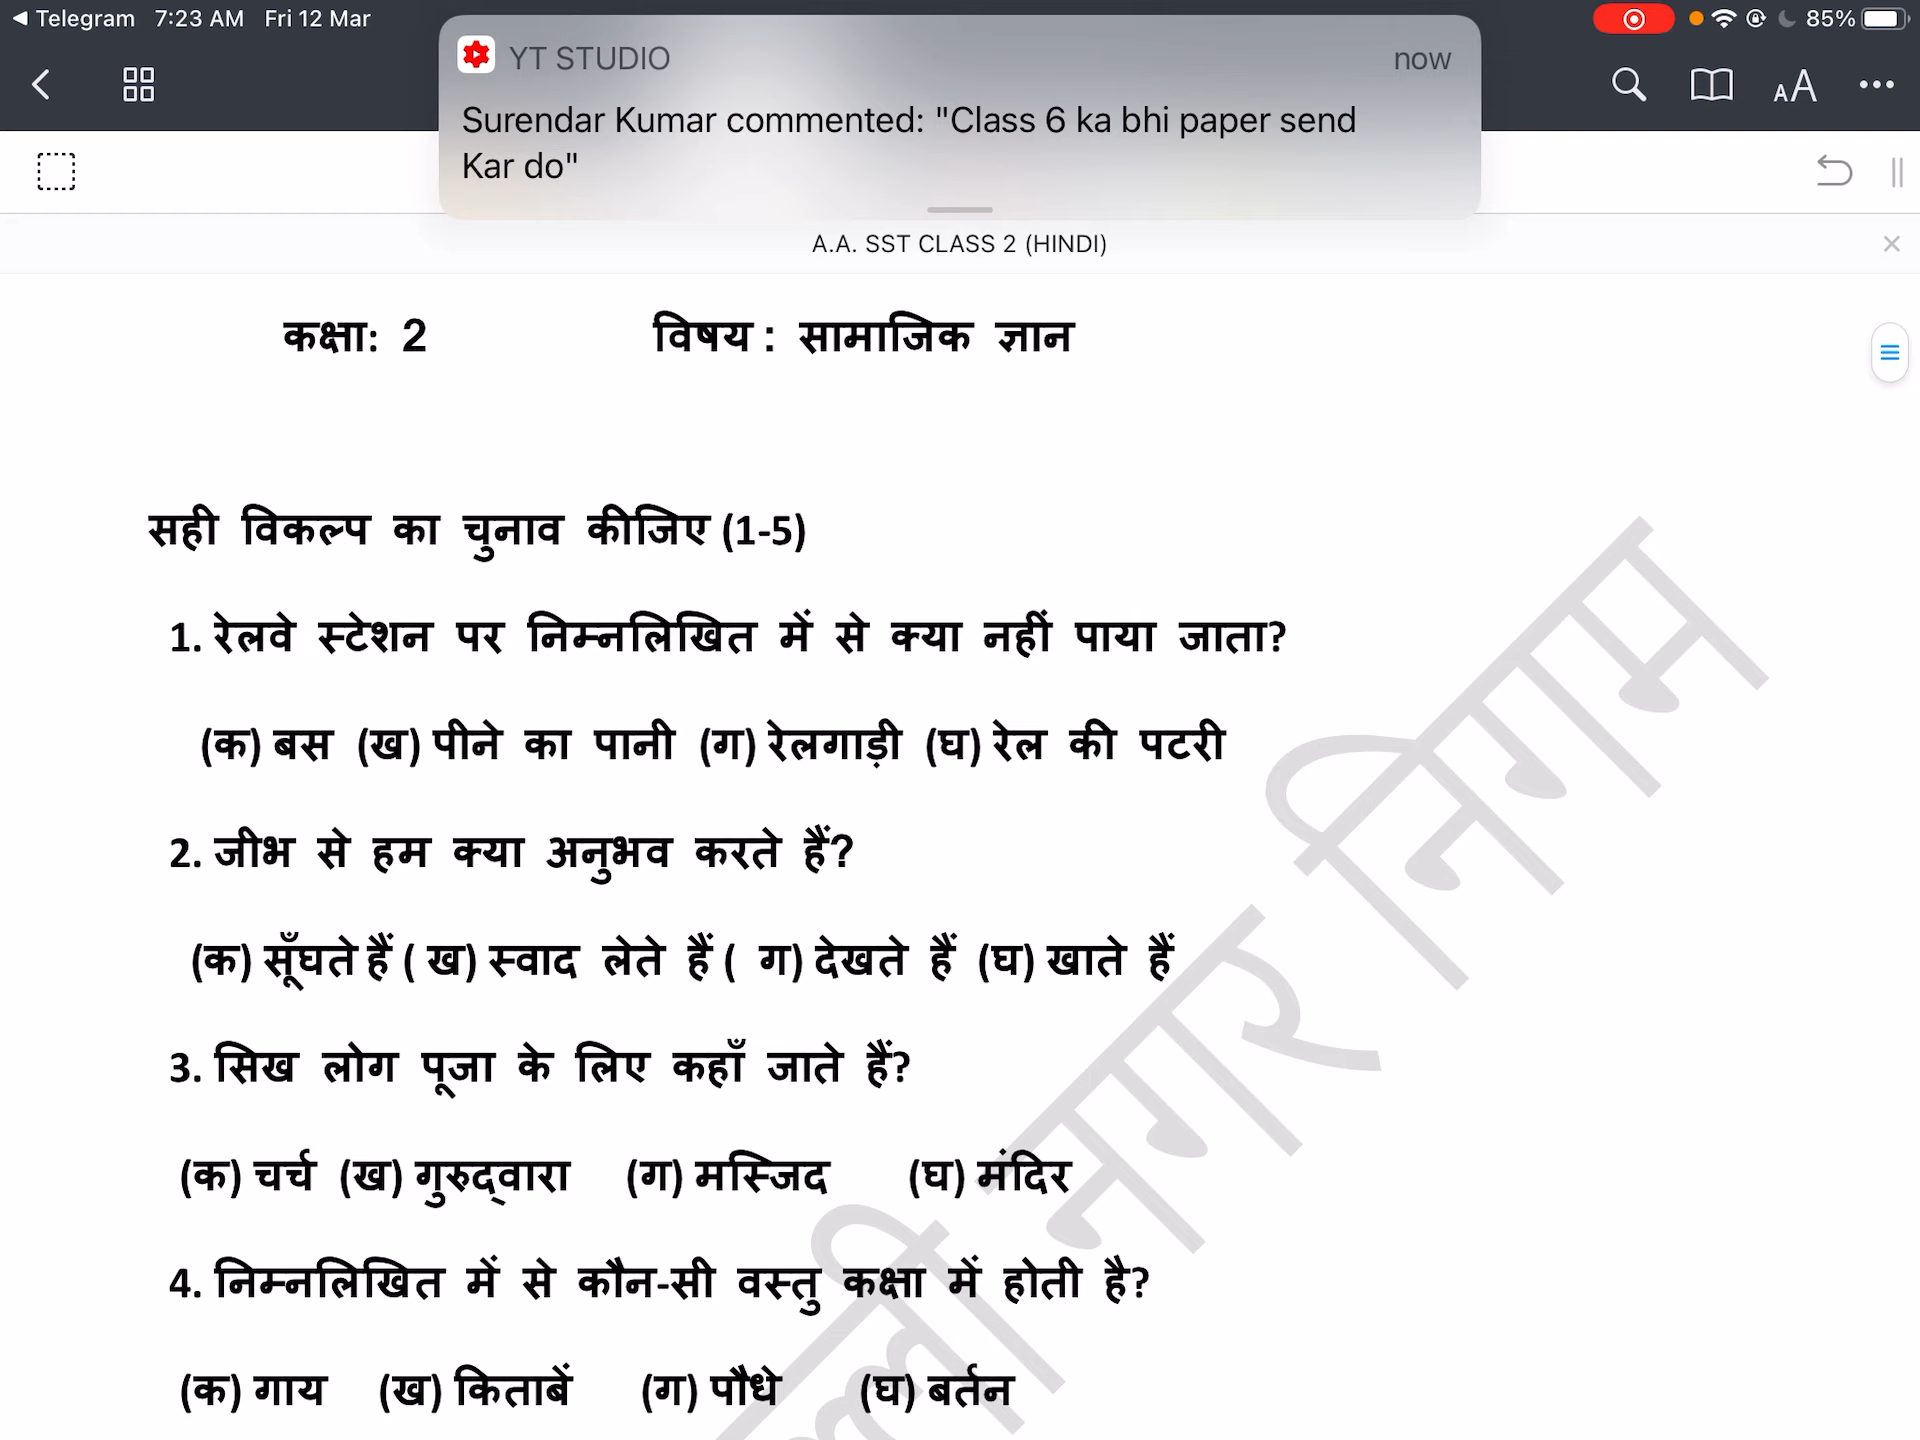 Telegram 7:23 AM Fri 12 Mar 85%
YT STUDIO now
Surendar Kumar commented: "Class 6 ka bhi paper send
Kar do"
AA
A.A. SST CLASS 2 (HINDI)
कक्षा: 2 विषय : सामाजिक ज्ञान
सही विकल्प का चुनाव कीजिए (1-5)
1. रेलवे स्टेशन पर निम्नलिखित में से क्या नहीं पाया जाता?
(क) बस (ख) पीने का पानी (ग) रेलगाड़ी (घ) रेल की पटरी
2. जीभ से हम क्या अनुभव करते हैं?
(क) सूँघते हैं ( ख) स्वाद लेते हैं ( ग) देखते हैं (घ) खाते हैं
3. सिख लोग पूजा के लिए कहाँ जाते हैं?
(क) चर्च (ख) गुरुद्वारा (ग) मस्जिद (घ) मंदिर
4. निम्नलिखित में से कौन-सी वस्तु कक्षा में होती है?
(क) गाय (ख) किताबें (ग) पौधे (घ) बर्तन
नगर निगम